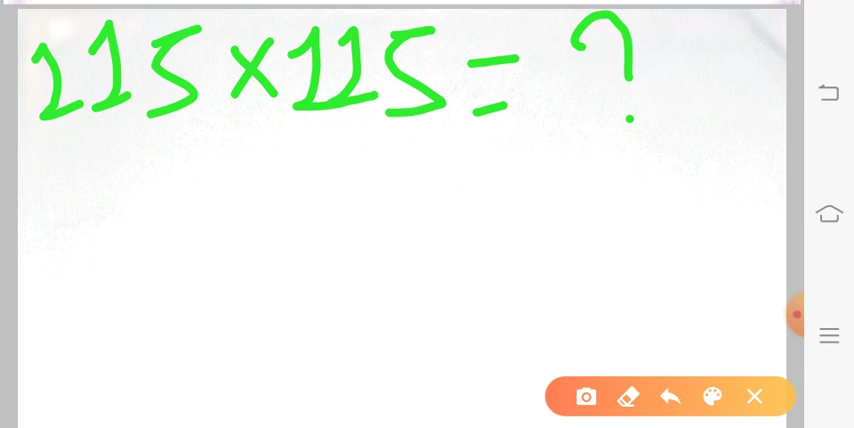 115 × 115 = ?